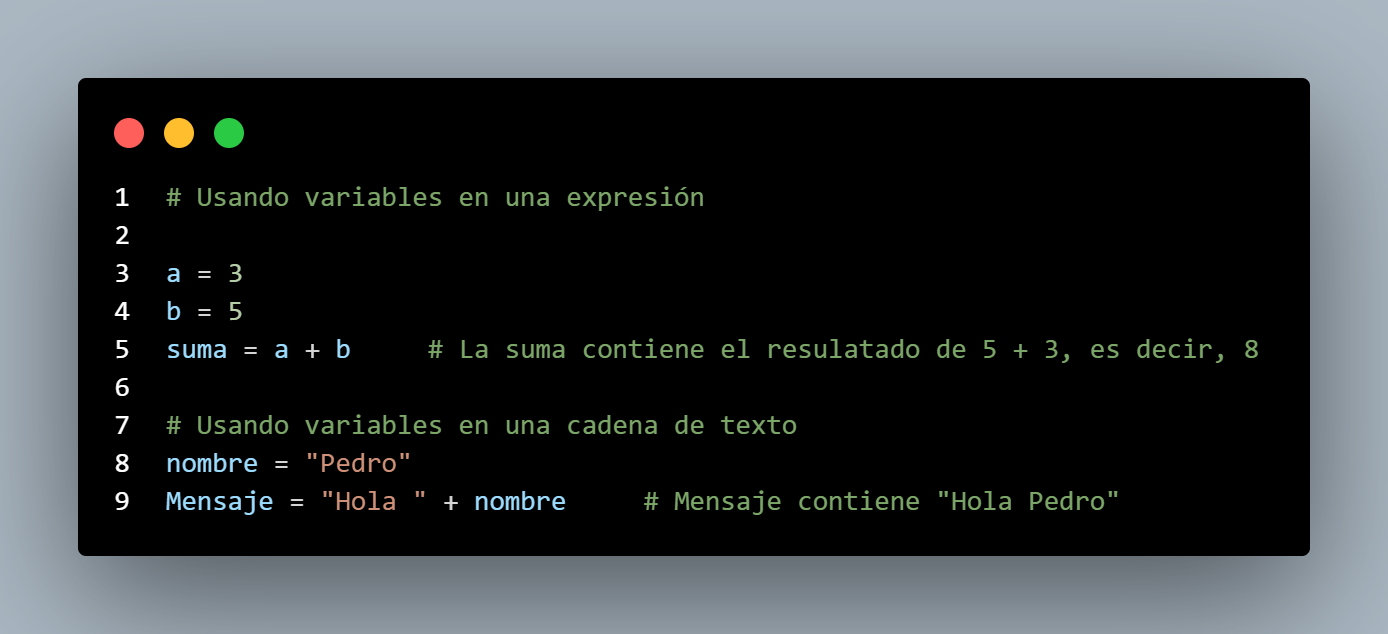 1 # Usando variables en una expresión
2
3 a = 3
4 b = 5
5 suma = a + b     # La suma contiene el resulatado de 5 + 3, es decir, 8
6
7 # Usando variables en una cadena de texto
8 nombre = "Pedro"
9 Mensaje = "Hola " + nombre     # Mensaje contiene "Hola Pedro"